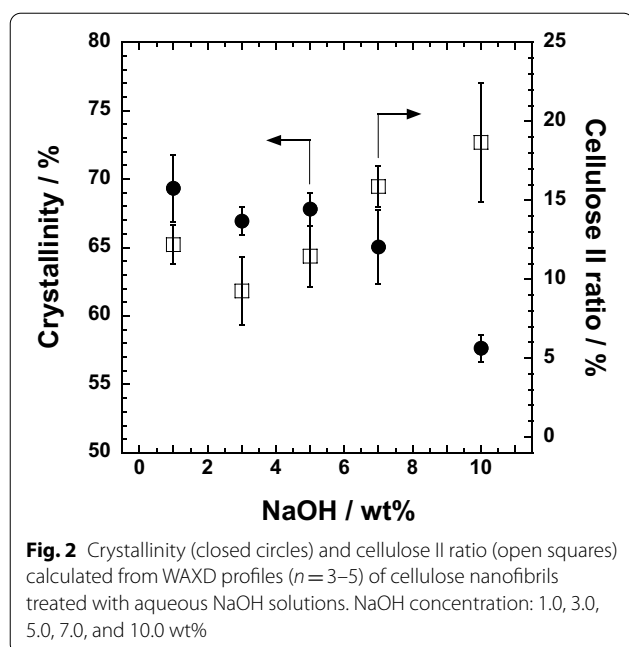 80
75
70
65
60
55
50
Crystallinity / %
25
20
15
10
5
0
Cellulose II ratio / %
0 2 4 6 8 10
NaOH / wt%
Fig. 2 Crystallinity (closed circles) and cellulose II ratio (open squares)
calculated from WAXD profiles (n = 3–5) of cellulose nanofibrils
treated with aqueous NaOH solutions. NaOH concentration: 1.0, 3.0,
5.0, 7.0, and 10.0 wt%